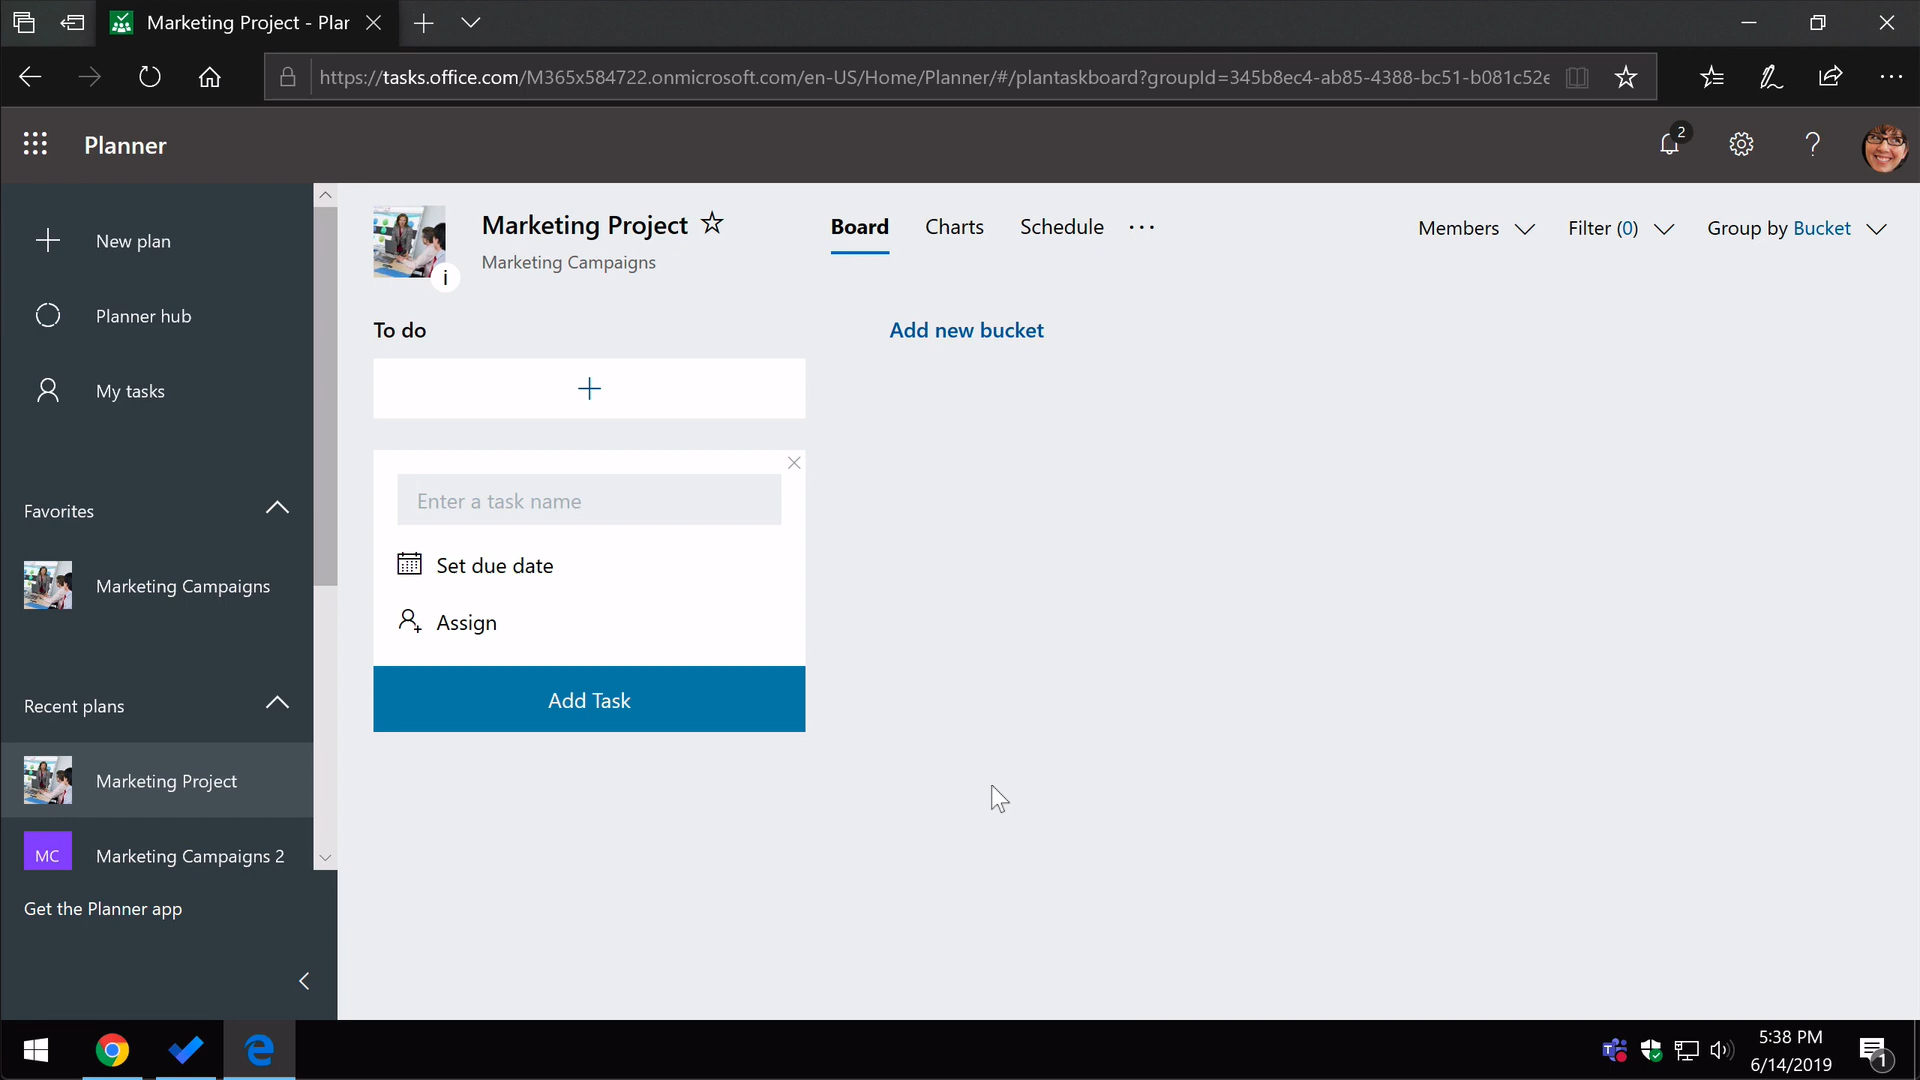 Marketing Project - Plar
https://tasks.office.com/M365x584722.onmicrosoft.com/en-US/Home/Planner/#/plantaskboard?groupId=345b8ec4-ab85-4388-bc51-b081c52e
Planner
2
New plan
Planner hub
My tasks
Favorites
Marketing Campaigns
Recent plans
Marketing Project
MC
Marketing Campaigns 2
Get the Planner app
Marketing Project
Marketing Campaigns
i
Board
Charts
Schedule
Members
Filter (0)
Group by Bucket
To do
Add new bucket
Enter a task name
Set due date
Assign
Add Task
5:38 PM
6/14/2019
1